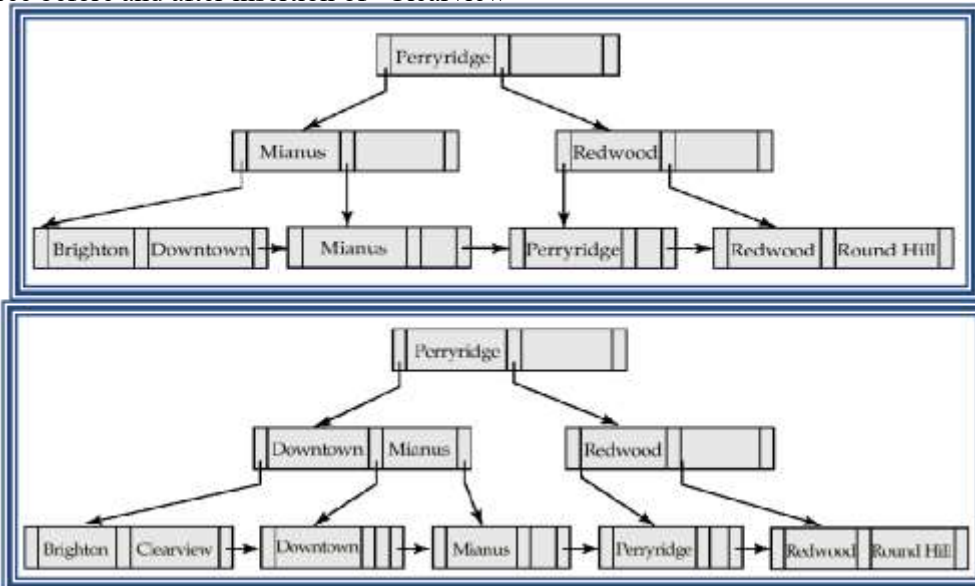 Perryridge
Mianus Redwood
Brighton Downtown Mianus Perryridge Redwood Round Hill
Perryridge
Downtown Mianus Redwood
Brighton Clearview Downtown Mianus Perryridge Redwood Round Hill